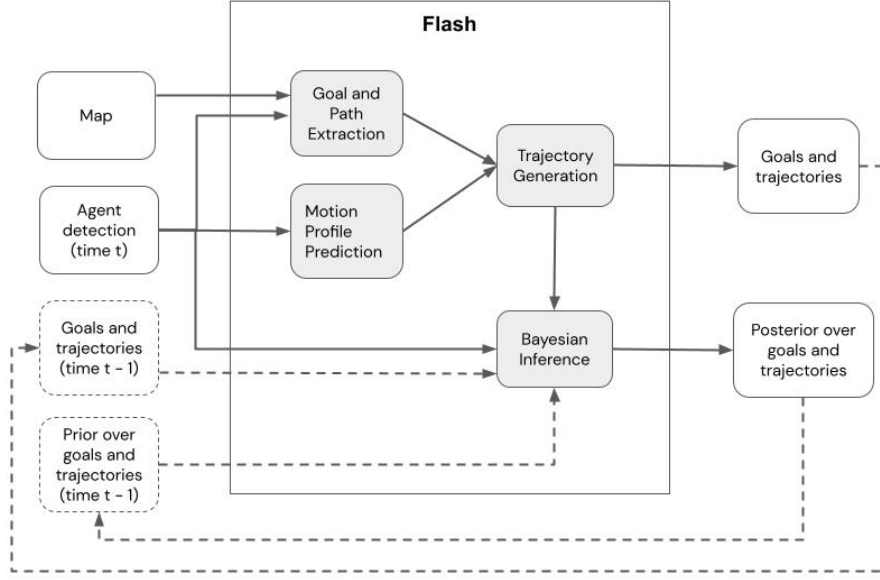 Flash
Map
Goal and
Path
Extraction
Trajectory
Generation
Goals and
trajectories
Agent
detection
(time t)
Motion
Profile
Prediction
Goals and
trajectories
(time t - 1)
Bayesian
Inference
Posterior over
goals and
trajectories
Prior over
goals and
trajectories
(time t - 1)